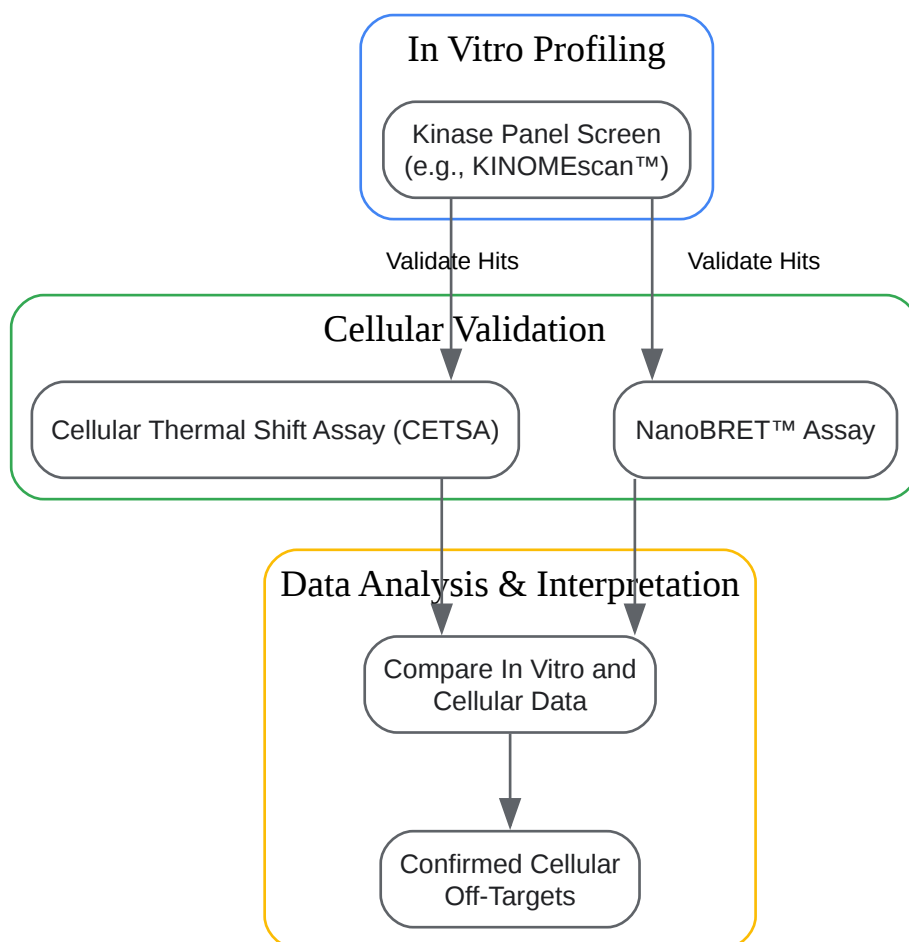 In Vitro Profiling
Kinase Panel Screen
(e.g., KINOMEscan™)
Validate Hits
Validate Hits
Cellular Validation
Cellular Thermal Shift Assay (CETSA)
NanoBRET™ Assay
Data Analysis & Interpretation
Compare In Vitro and
Cellular Data
Confirmed Cellular
Off-Targets